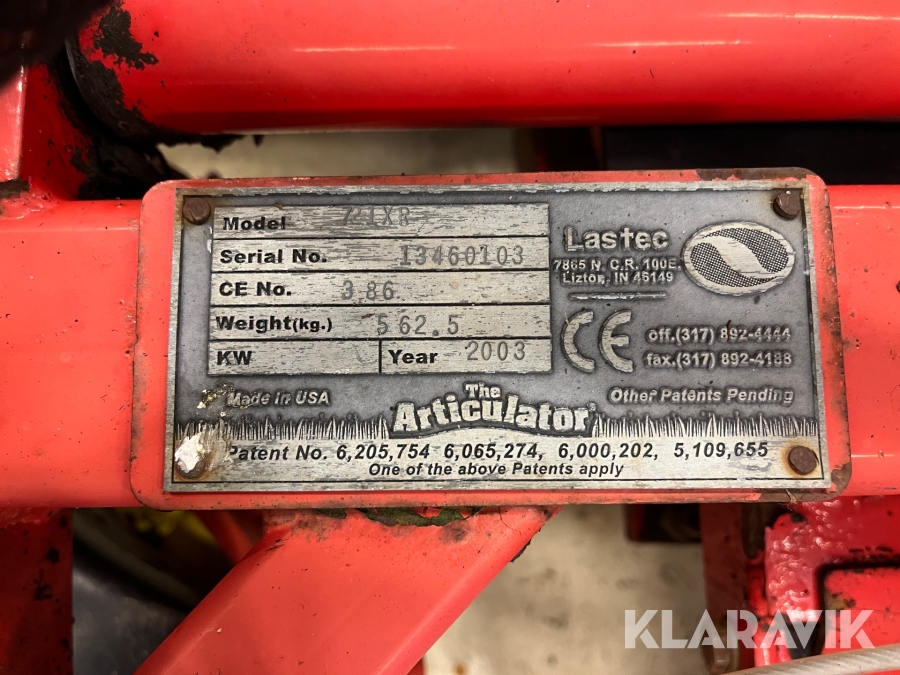 Model 721XR
Serial No. 13460103
CE No. 386
Weight(kg.) 562.5
KW Year 2003
Lastec
7865 N. C.R. 100E.
Lizton, IN 46149
CE
off.(317) 892-4444
fax.(317) 892-4188
Made in USA
The
Articulator
Other Patents Pending
Patent No. 6,205,754 6,065,274, 6,000,202, 5,109,655
One of the above Patents apply
KLARAVIK